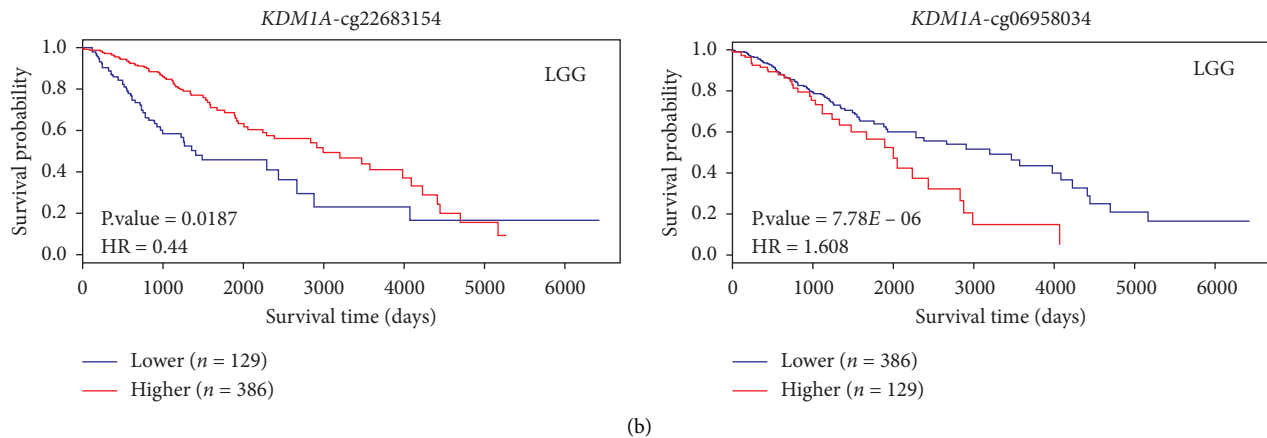 KDM1A-cg22683154
1.0
0.8
0.6
0.4
0.2
0.0
Survival probability
LGG
P.value = 0.0187
HR = 0.44
0 1000 2000 3000 4000 5000 6000
Survival time (days)
Lower (n = 129)
Higher (n = 386)
KDM1A-cg06958034
1.0
0.8
0.6
0.4
0.2
0.0
Survival probability
LGG
P.value = 7.78E – 06
HR = 1.608
0 1000 2000 3000 4000 5000 6000
Survival time (days)
Lower (n = 386)
Higher (n = 129)
(b)